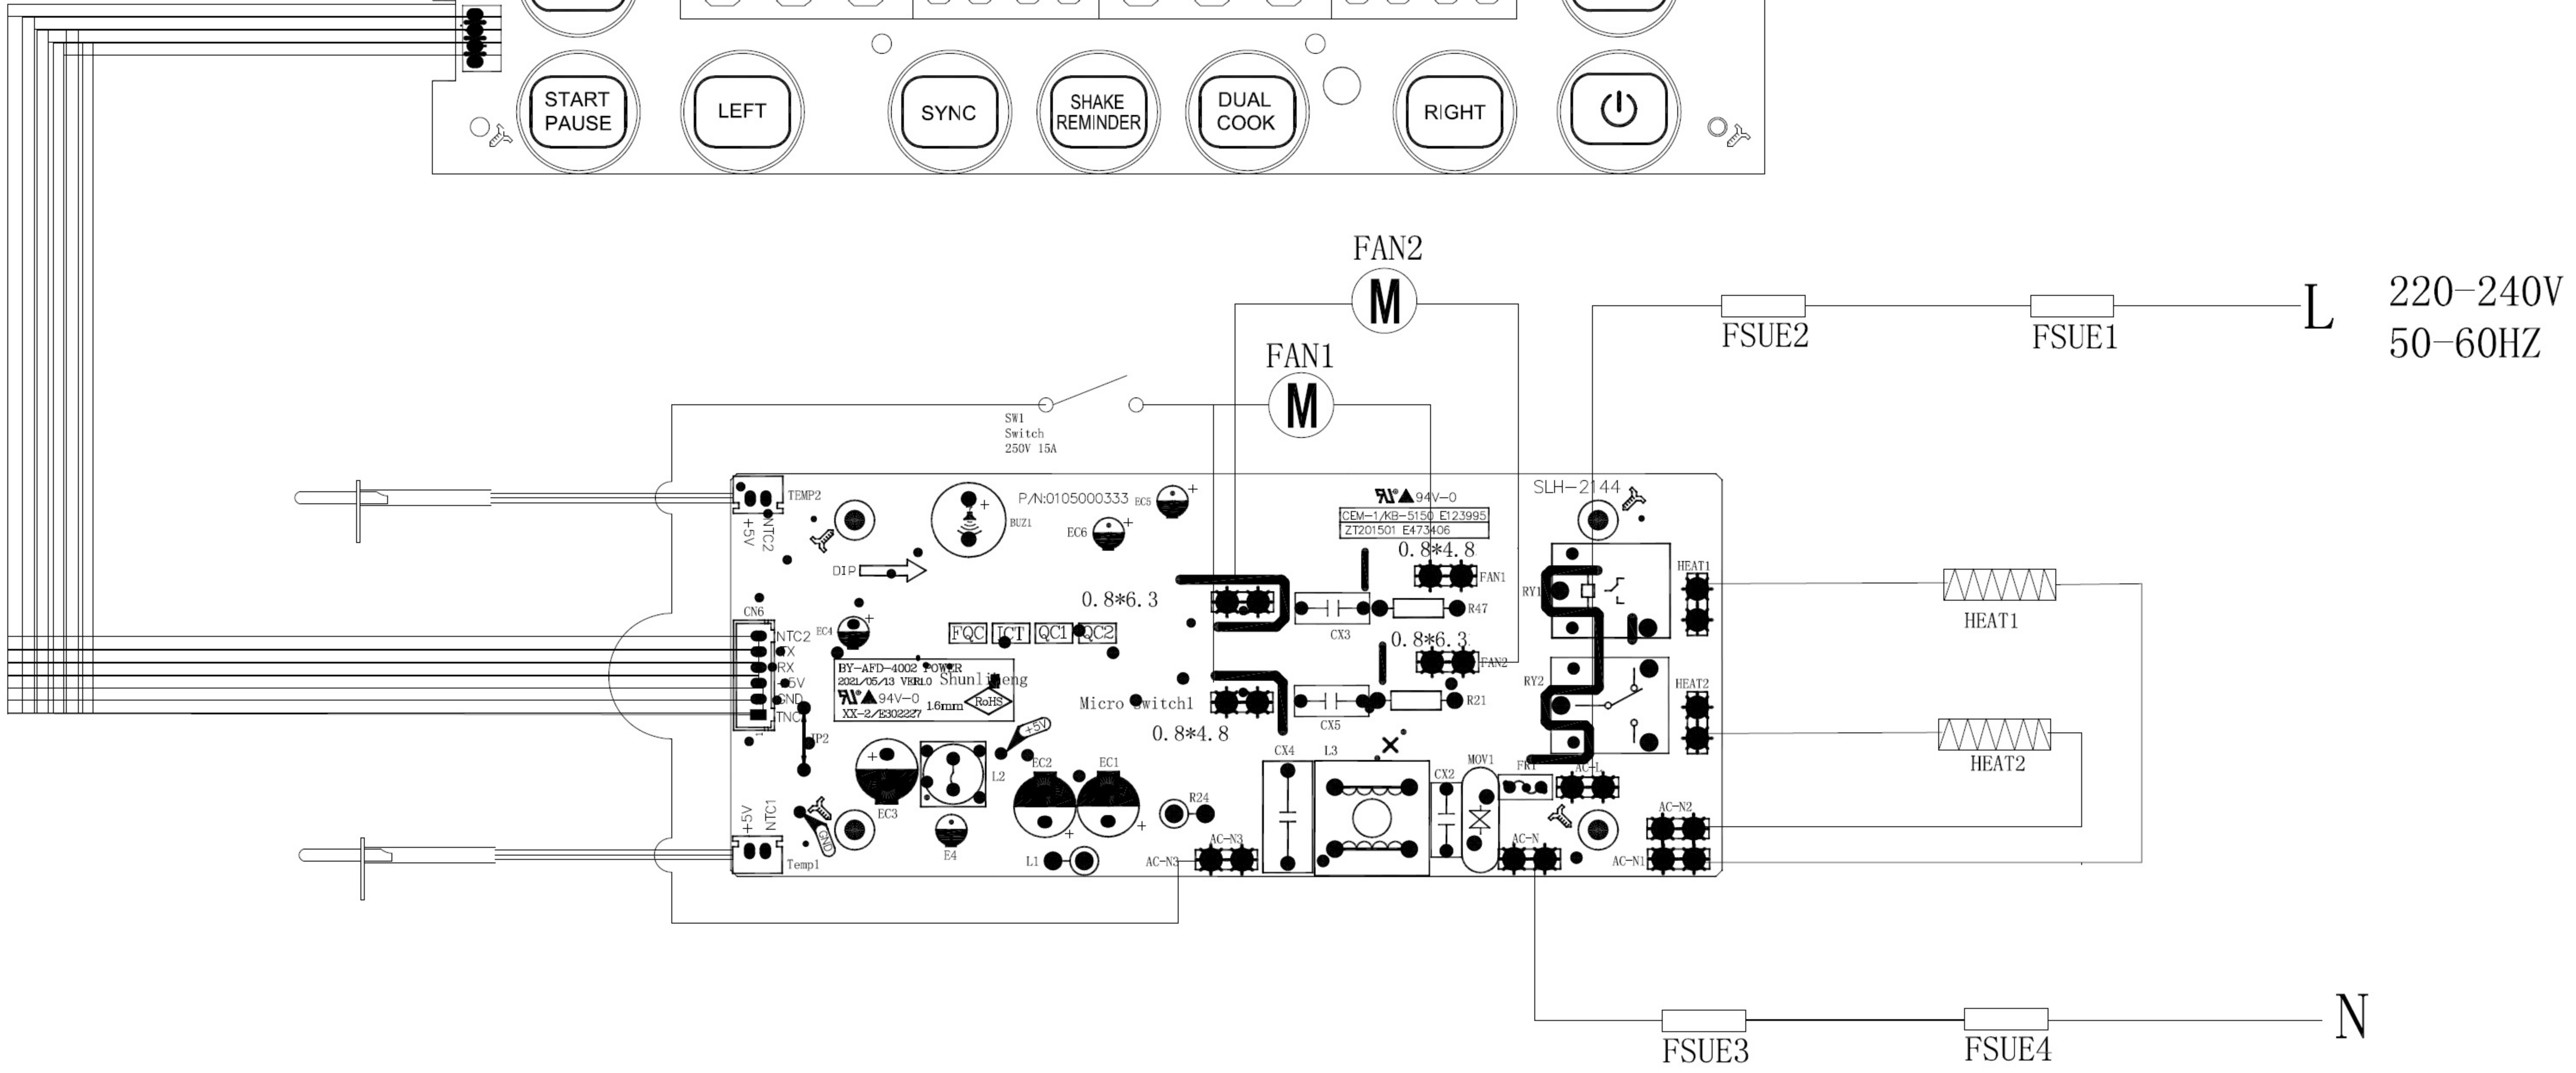 START
PAUSE
LEFT
SYNC
SHAKE
REMINDER
DUAL
COOK
RIGHT
FAN2
M
FAN1
M
FSUE2
FSUE1
L
220-240V
50-60HZ
SW1
Switch
250V 15A
TEMP2
+5V
NTC2
BUZ1
P/N:0105000333
EC5
EC6
94V-0
CEM-1/KB-5150 E123995
ZT201501 E473406
SLH-2144
0.8*4.8
FAN1
DIP
0.8*6.3
CX3
R47
RY1
HEAT1
HEAT1
CN6
NTC2
TX
RX
+5V
GND
EC4
FQC
ICT
QC1
QC2
0.8*6.3
FAN2
BY-AFD-4002 POWER
2021/05/13 VER1.0
94V-0
1.6mm
RoHS
XX-2/E302227
Micro Switch1
0.8*4.8
CX5
R21
RY2
HEAT2
HEAT2
JP2
+5V
EC3
L2
EC2
EC1
CX4
L3
CX2
MOV1
FR1
AC-L
R24
AC-N2
+5V
NTC1
GND
Temp1
E4
L1
AC-N3
AC-N3
AC-N
AC-N1
FSUE3
FSUE4
N